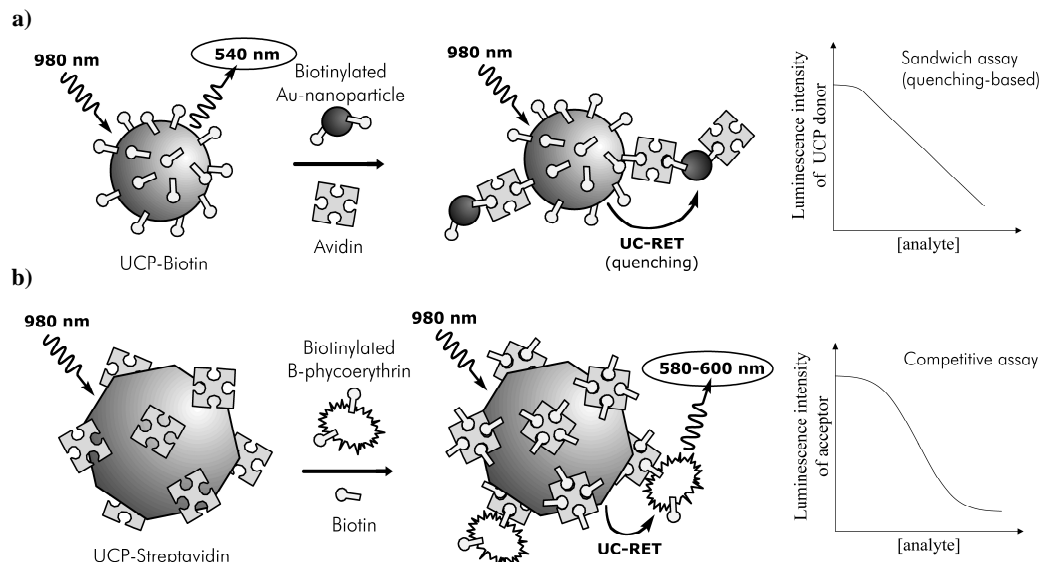 a)
980 nm
540 nm
Biotinylated
Au-nanoparticle
Avidin
UCP-Biotin
980 nm
UC-RET
(quenching)
Luminescence intensity
of UCP donor
Sandwich assay
(quenching-based)
[analyte]
b)
980 nm
Biotinylated
B-phycoerythrin
Biotin
UCP-Streptavidin
980 nm
580-600 nm
UC-RET
Luminescence intensity
of acceptor
Competitive assay
[analyte]